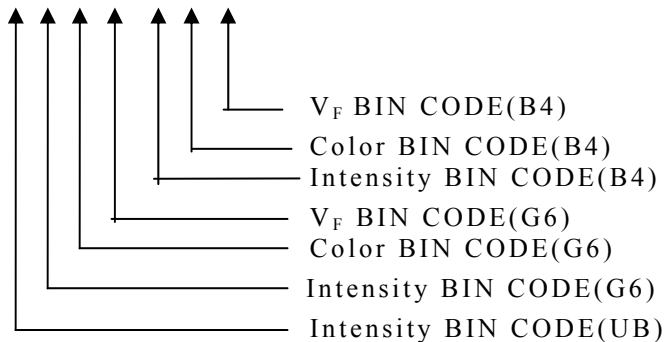 V_F BIN CODE(B4)
Color BIN CODE(B4)
Intensity BIN CODE(B4)
V_F BIN CODE(G6)
Color BIN CODE(G6)
Intensity BIN CODE(G6)
Intensity BIN CODE(UB)